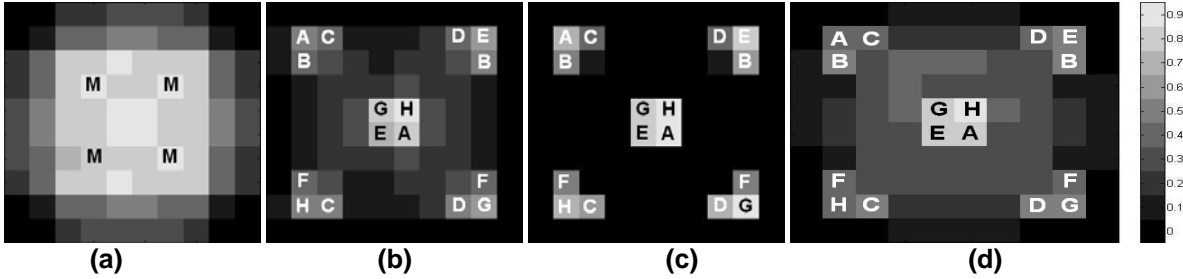 A C D E A C D E A C D E 0.9
B B B B B B 0.8
M M 0.7
G H G H G H 0.6
E A E A E A 0.5
M M 0.4
F F F F F F 0.3
H C D G H C D G H C D G 0.2
0.1
0
(a) (b) (c) (d)